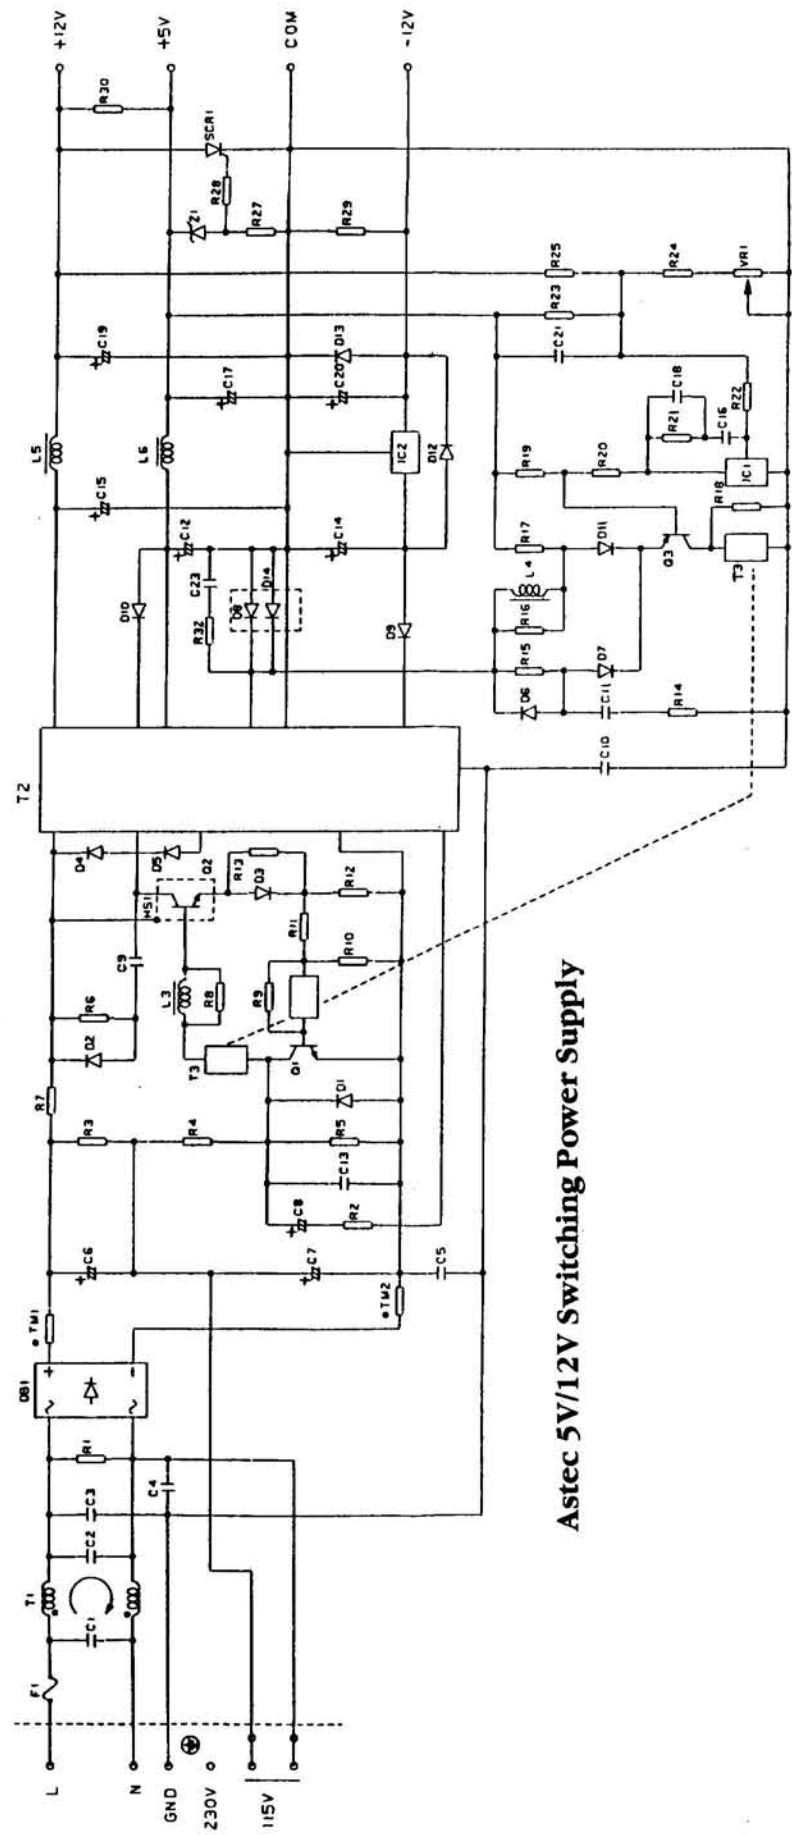 L
N
GND
230V
115V
F1
T1
C1
C2
C3
R1
C4
DB1
~
+
~
-
* TM1
* TM2
+ C6
+ C7
C5
R3
R4
+ C8
R2
C13
R5
D1
R7
D2
R6
C9
L3
R8
T3
Q1
R9
R10
R11
HS1
Q2
D3
R13
R12
D4
D5
T2
D10
D9
R32
C23
D8
D14
+ C12
+ C14
+ C15
L5
L6
IC2
D12
+ C17
+ C20
+ C19
D13
Z1
R27
R28
R29
SCR1
R30
+12V
+5V
COM
-12V
C10
D6
C11
R14
R15
D7
R16
L4
R17
D11
Q3
T3
R18
R19
R20
IC1
R21
C18
C16
R22
C21
R23
R25
R24
VR1
Astec 5V/12V Switching Power Supply